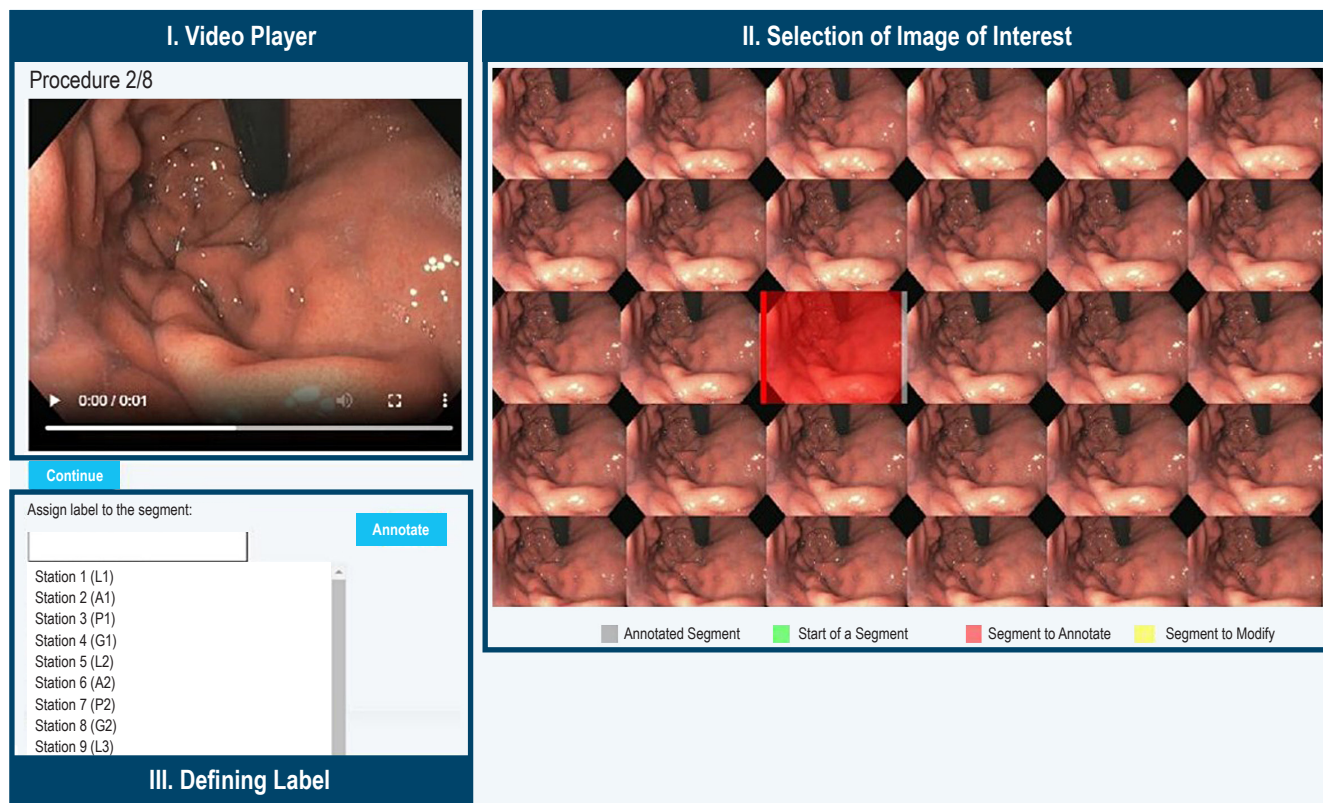 I. Video Player
Procedure 2/8
0:00 / 0:01
Continue
Assign label to the segment:
Annotate
Station 1 (L1)
Station 2 (A1)
Station 3 (P1)
Station 4 (G1)
Station 5 (L2)
Station 6 (A2)
Station 7 (P2)
Station 8 (G2)
Station 9 (L3)
III. Defining Label
II. Selection of Image of Interest
Annotated Segment Start of a Segment Segment to Annotate Segment to Modify